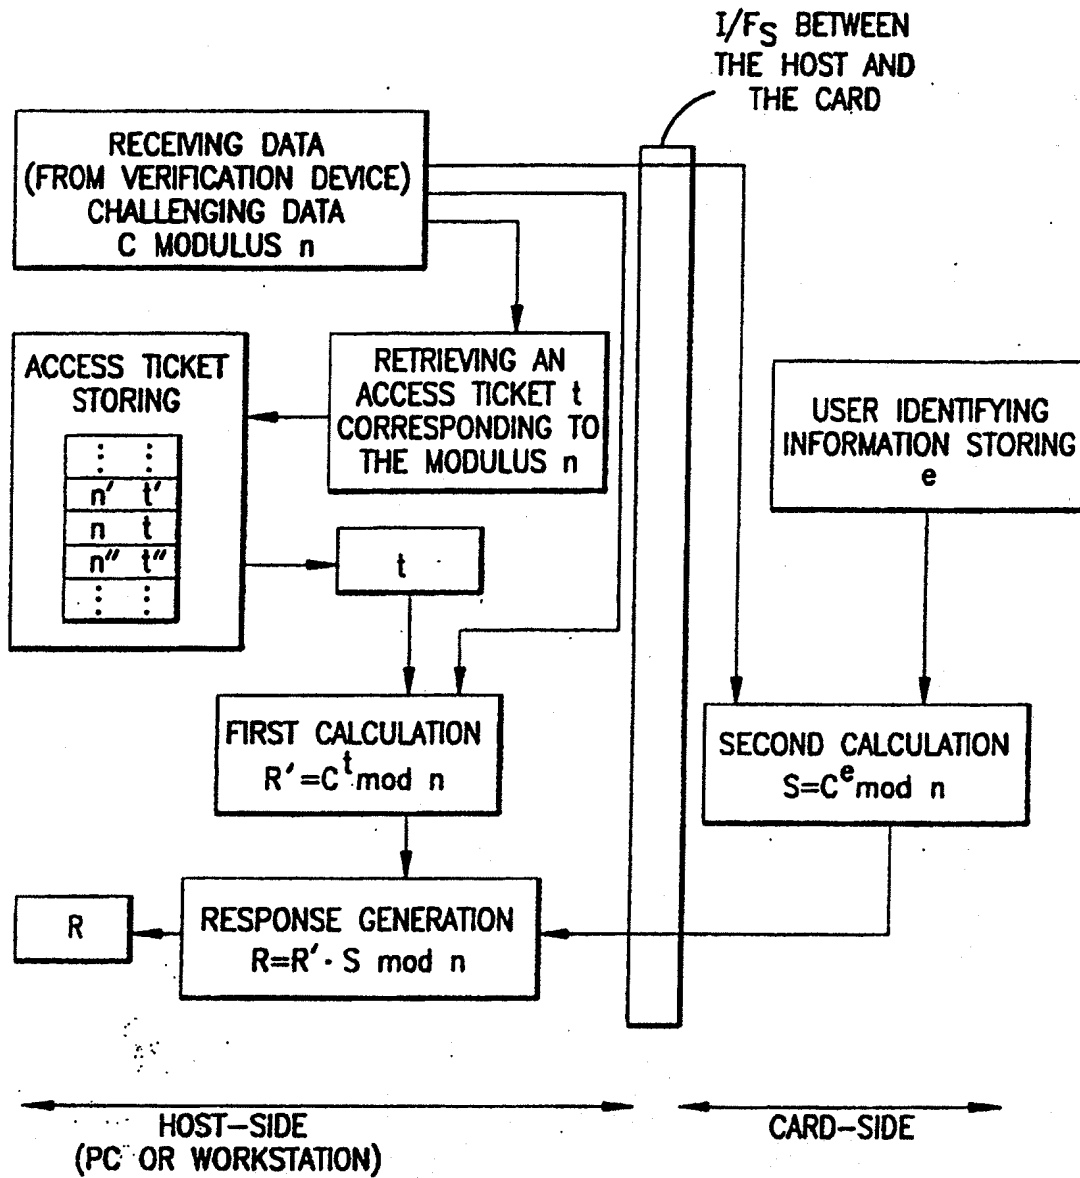 I/FS BETWEEN
THE HOST AND
THE CARD
RECEIVING DATA
(FROM VERIFICATION DEVICE)
CHALLENGING DATA
C MODULUS n
ACCESS TICKET
STORING
⋮ ⋮
n' t'
n t
n'' t''
⋮ ⋮
RETRIEVING AN
ACCESS TICKET t
CORRESPONDING TO
THE MODULUS n
USER IDENTIFYING
INFORMATION STORING
e
t
FIRST CALCULATION
R'=C^t mod n
SECOND CALCULATION
S=C^e mod n
R
RESPONSE GENERATION
R=R'·S mod n
HOST-SIDE
(PC OR WORKSTATION)
CARD-SIDE